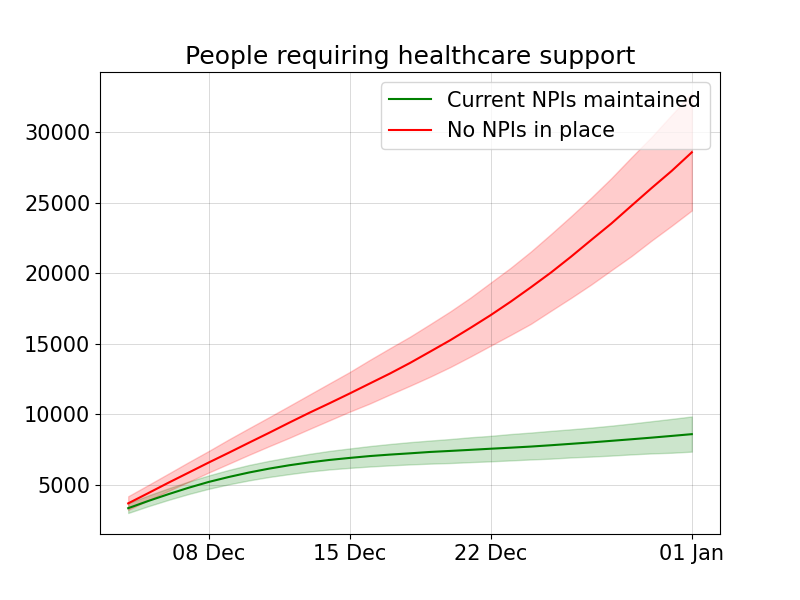 People requiring healthcare support
Current NPIs maintained
No NPIs in place
30000
25000
20000
15000
10000
5000
08 Dec
15 Dec
22 Dec
01 Jan